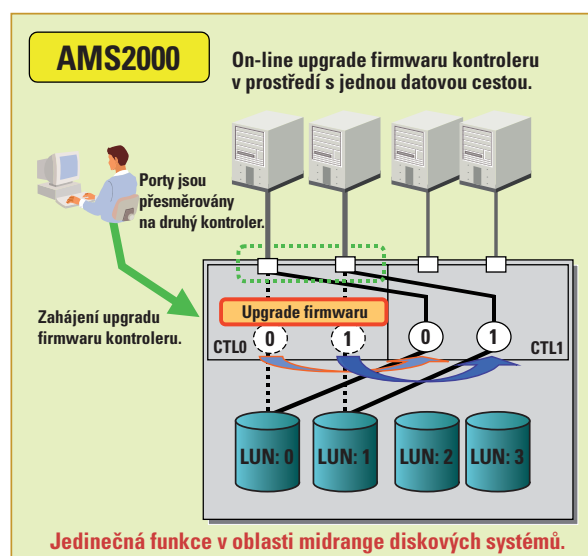 AMS2000
On-line upgrade firmwaru kontroleru
v prostředí s jednou datovou cestou.
Porty jsou
přesměrovány
na druhý kontroler.
Zahájení upgradu
firmwaru kontroleru.
Upgrade firmwaru
CTL0
0
1
0
1
CTL1
LUN: 0
LUN: 1
LUN: 2
LUN: 3
Jedinečná funkce v oblasti midrange diskových systémů.